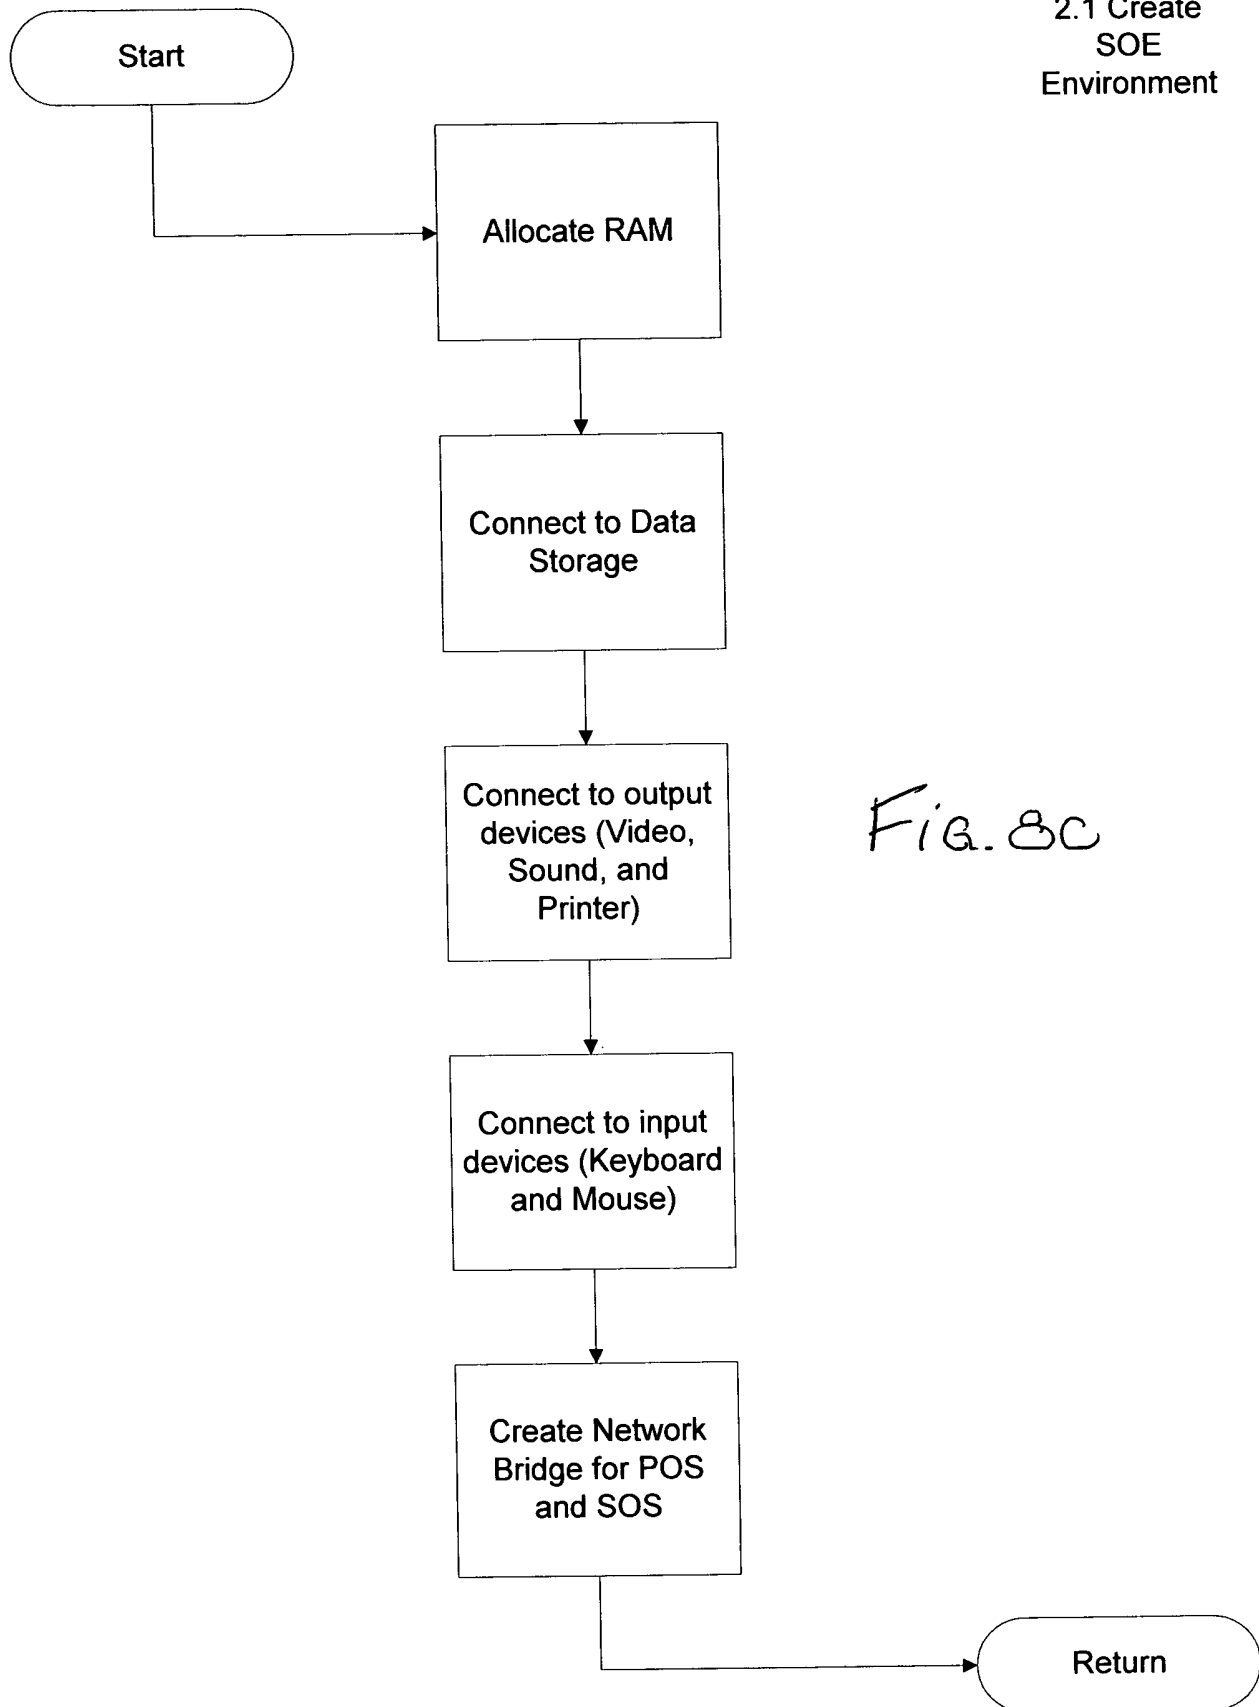 2.1 Create
SOE
Environment
Start
Allocate RAM
Connect to Data
Storage
Connect to output
devices (Video,
Sound, and
Printer)
Fig. 8C
Connect to input
devices (Keyboard
and Mouse)
Create Network
Bridge for POS
and SOS
Return